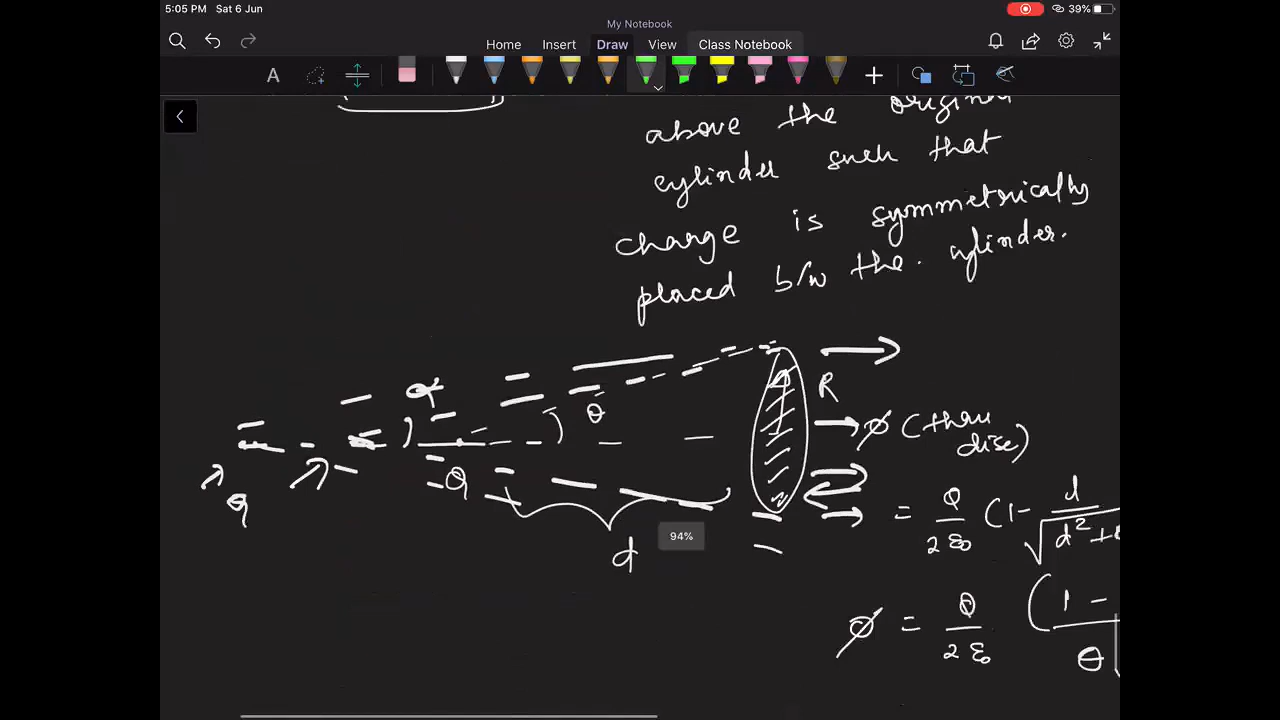 5:05 PM Sat 6 Jun
39%
My Notebook
Home Insert Draw View Class Notebook
A
above the original
cylinder such that
charge is symmetrically
placed b/w the. cylinder.
α
θ
R
ϕ (thru
disc)
Q
q
d
94%
= Q/2ε₀ (1- d/√d²+
ϕ = Q/2ε₀ (1 -
θ